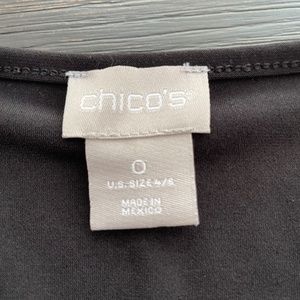 chico's
0
U.S. SIZE 4/6
MADE IN
MEXICO